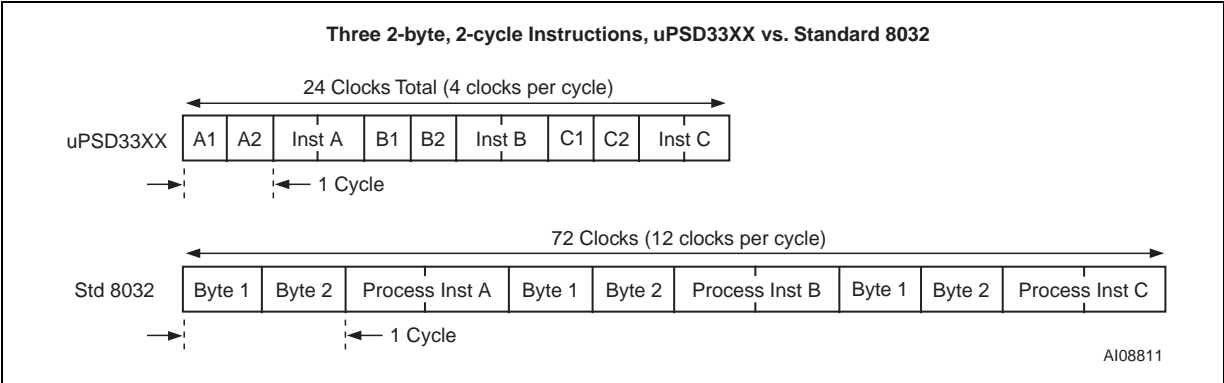 Three 2-byte, 2-cycle Instructions, uPSD33XX vs. Standard 8032
24 Clocks Total (4 clocks per cycle)
uPSD33XX A1 A2 Inst A B1 B2 Inst B C1 C2 Inst C
1 Cycle
72 Clocks (12 clocks per cycle)
Std 8032 Byte 1 Byte 2 Process Inst A Byte 1 Byte 2 Process Inst B Byte 1 Byte 2 Process Inst C
1 Cycle
AI08811